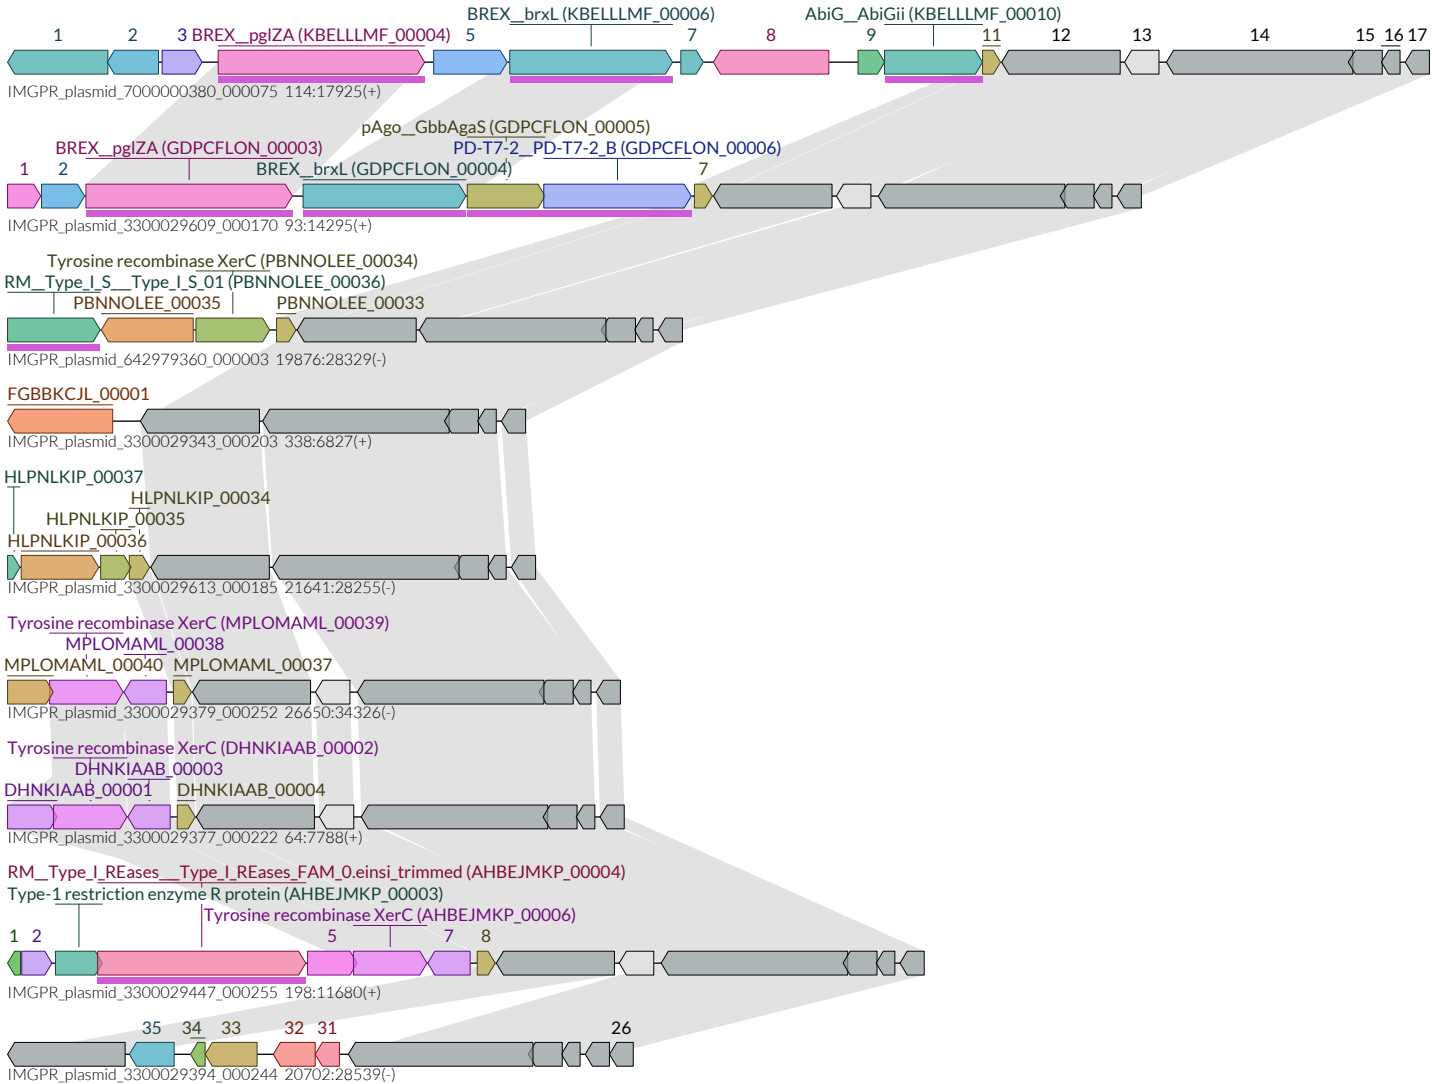 BREX__brxL (KBELLLMF_00006) AbiG__AbiGii (KBELLLMF_00010)
1 2 3 BREX__pglZA (KBELLLMF_00004) 5 7 8 9 11 12 13 14 15 16 17
IMGPR_plasmid_7000000380_000075 114:17925(+)
pAgo__GbbAgaS (GDPCFLON_00005)
BREX__pglZA (GDPCFLON_00003) PD-T7-2__PD-T7-2_B (GDPCFLON_00006)
1 2 BREX__brxL (GDPCFLON_00004) 7
IMGPR_plasmid_3300029609_000170 93:14295(+)
Tyrosine recombinase XerC (PBNNOLEE_00034)
RM__Type_I_S___Type_I_S_01 (PBNNOLEE_00036)
PBNNOLEE_00035 PBNNOLEE_00033
IMGPR_plasmid_642979360_000003 19876:28329(-)
FGBBKCJL_00001
IMGPR_plasmid_3300029343_000203 338:6827(+)
HLPNLKIP_00037
HLPNLKIP_00034
HLPNLKIP_00035
HLPNLKIP_00036
IMGPR_plasmid_3300029613_000185 21641:28255(-)
Tyrosine recombinase XerC (MPLOMAML_00039)
MPLOMAML_00038
MPLOMAML_00040 MPLOMAML_00037
IMGPR_plasmid_3300029379_000252 26650:34326(-)
Tyrosine recombinase XerC (DHNKIAAB_00002)
DHNKIAAB_00003
DHNKIAAB_00001 DHNKIAAB_00004
IMGPR_plasmid_3300029377_000222 64:7788(+)
RM__Type_I_REases___Type_I_REases_FAM_0.einsi_trimmed (AHBEJMKP_00004)
Type-1 restriction enzyme R protein (AHBEJMKP_00003)
Tyrosine recombinase XerC (AHBEJMKP_00006)
1 2 5 7 8
IMGPR_plasmid_3300029447_000255 198:11680(+)
35 34 33 32 31 26
IMGPR_plasmid_3300029394_000244 20702:28539(-)